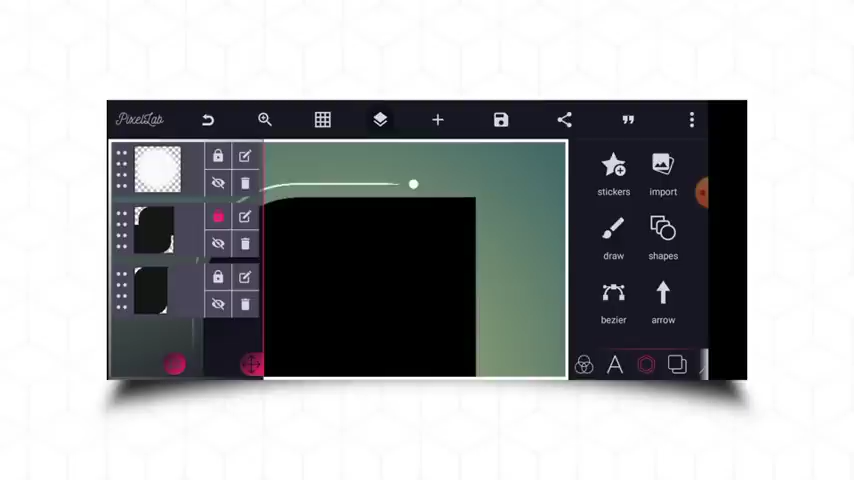 PixelLab
stickers
import
draw
shapes
bezier
arrow
A